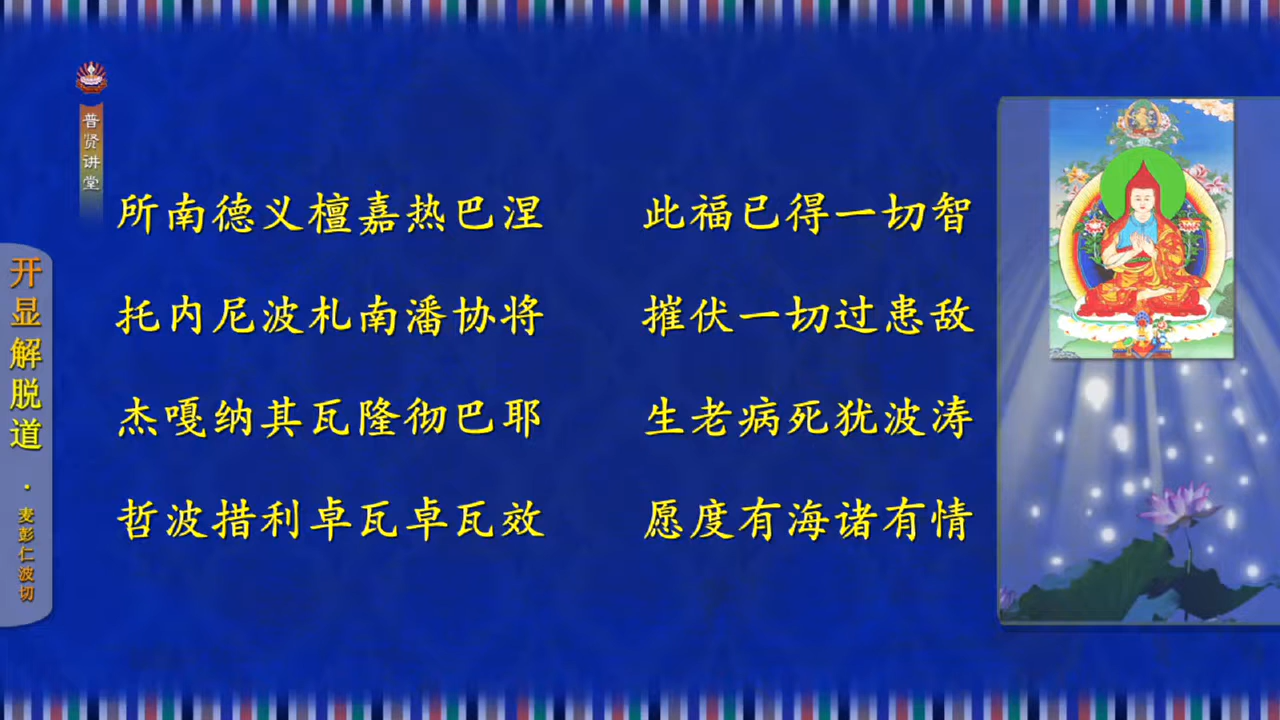 普贤讲堂
开显解脱道·麦彭仁波切
所南德义檀嘉热巴涅 此福已得一切智
托内尼波札南潘协将 摧伏一切过患敌
杰嘎纳其瓦隆彻巴耶 生老病死犹波涛
哲波措利卓瓦卓瓦效 愿度有海诸有情